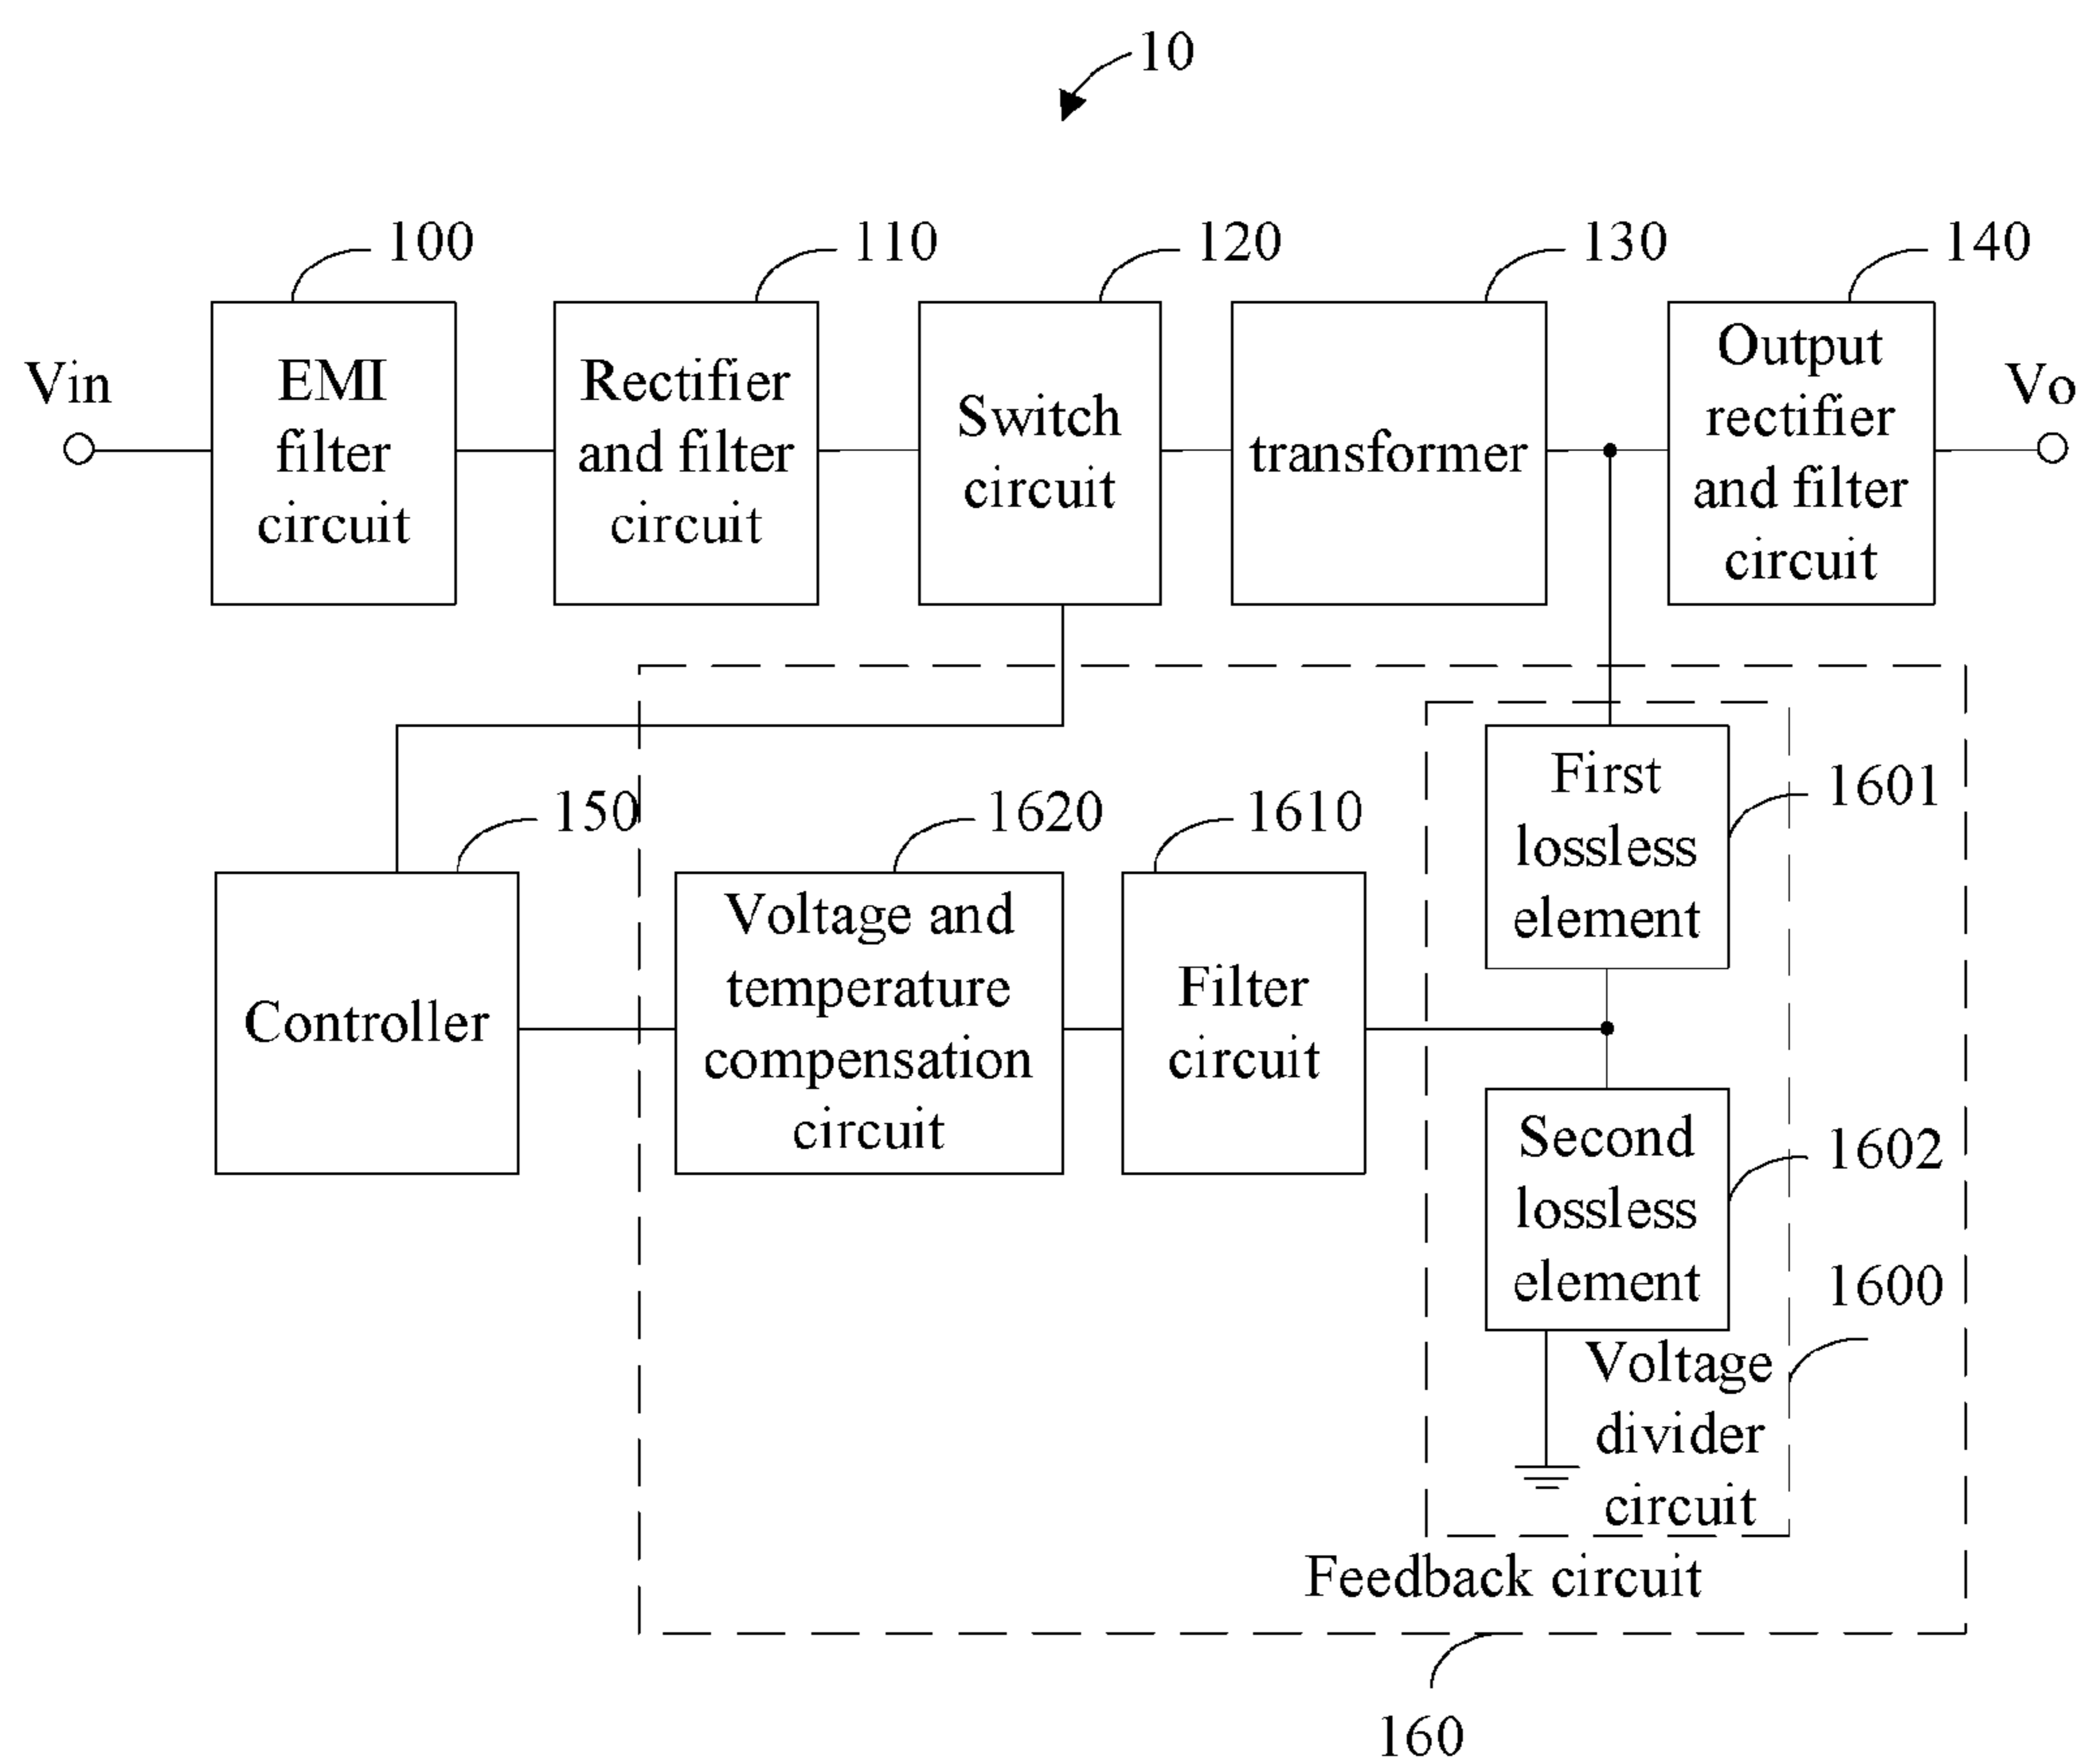 10
100
110
120
130
140
Vin
EMI
filter
circuit
Rectifier
and filter
circuit
Switch
circuit
transformer
Output
rectifier
and filter
circuit
Vo
150
1620
1610
1601
Controller
Voltage and
temperature
compensation
circuit
Filter
circuit
First
lossless
element
Second
lossless
element
1602
1600
Voltage
divider
circuit
Feedback circuit
160